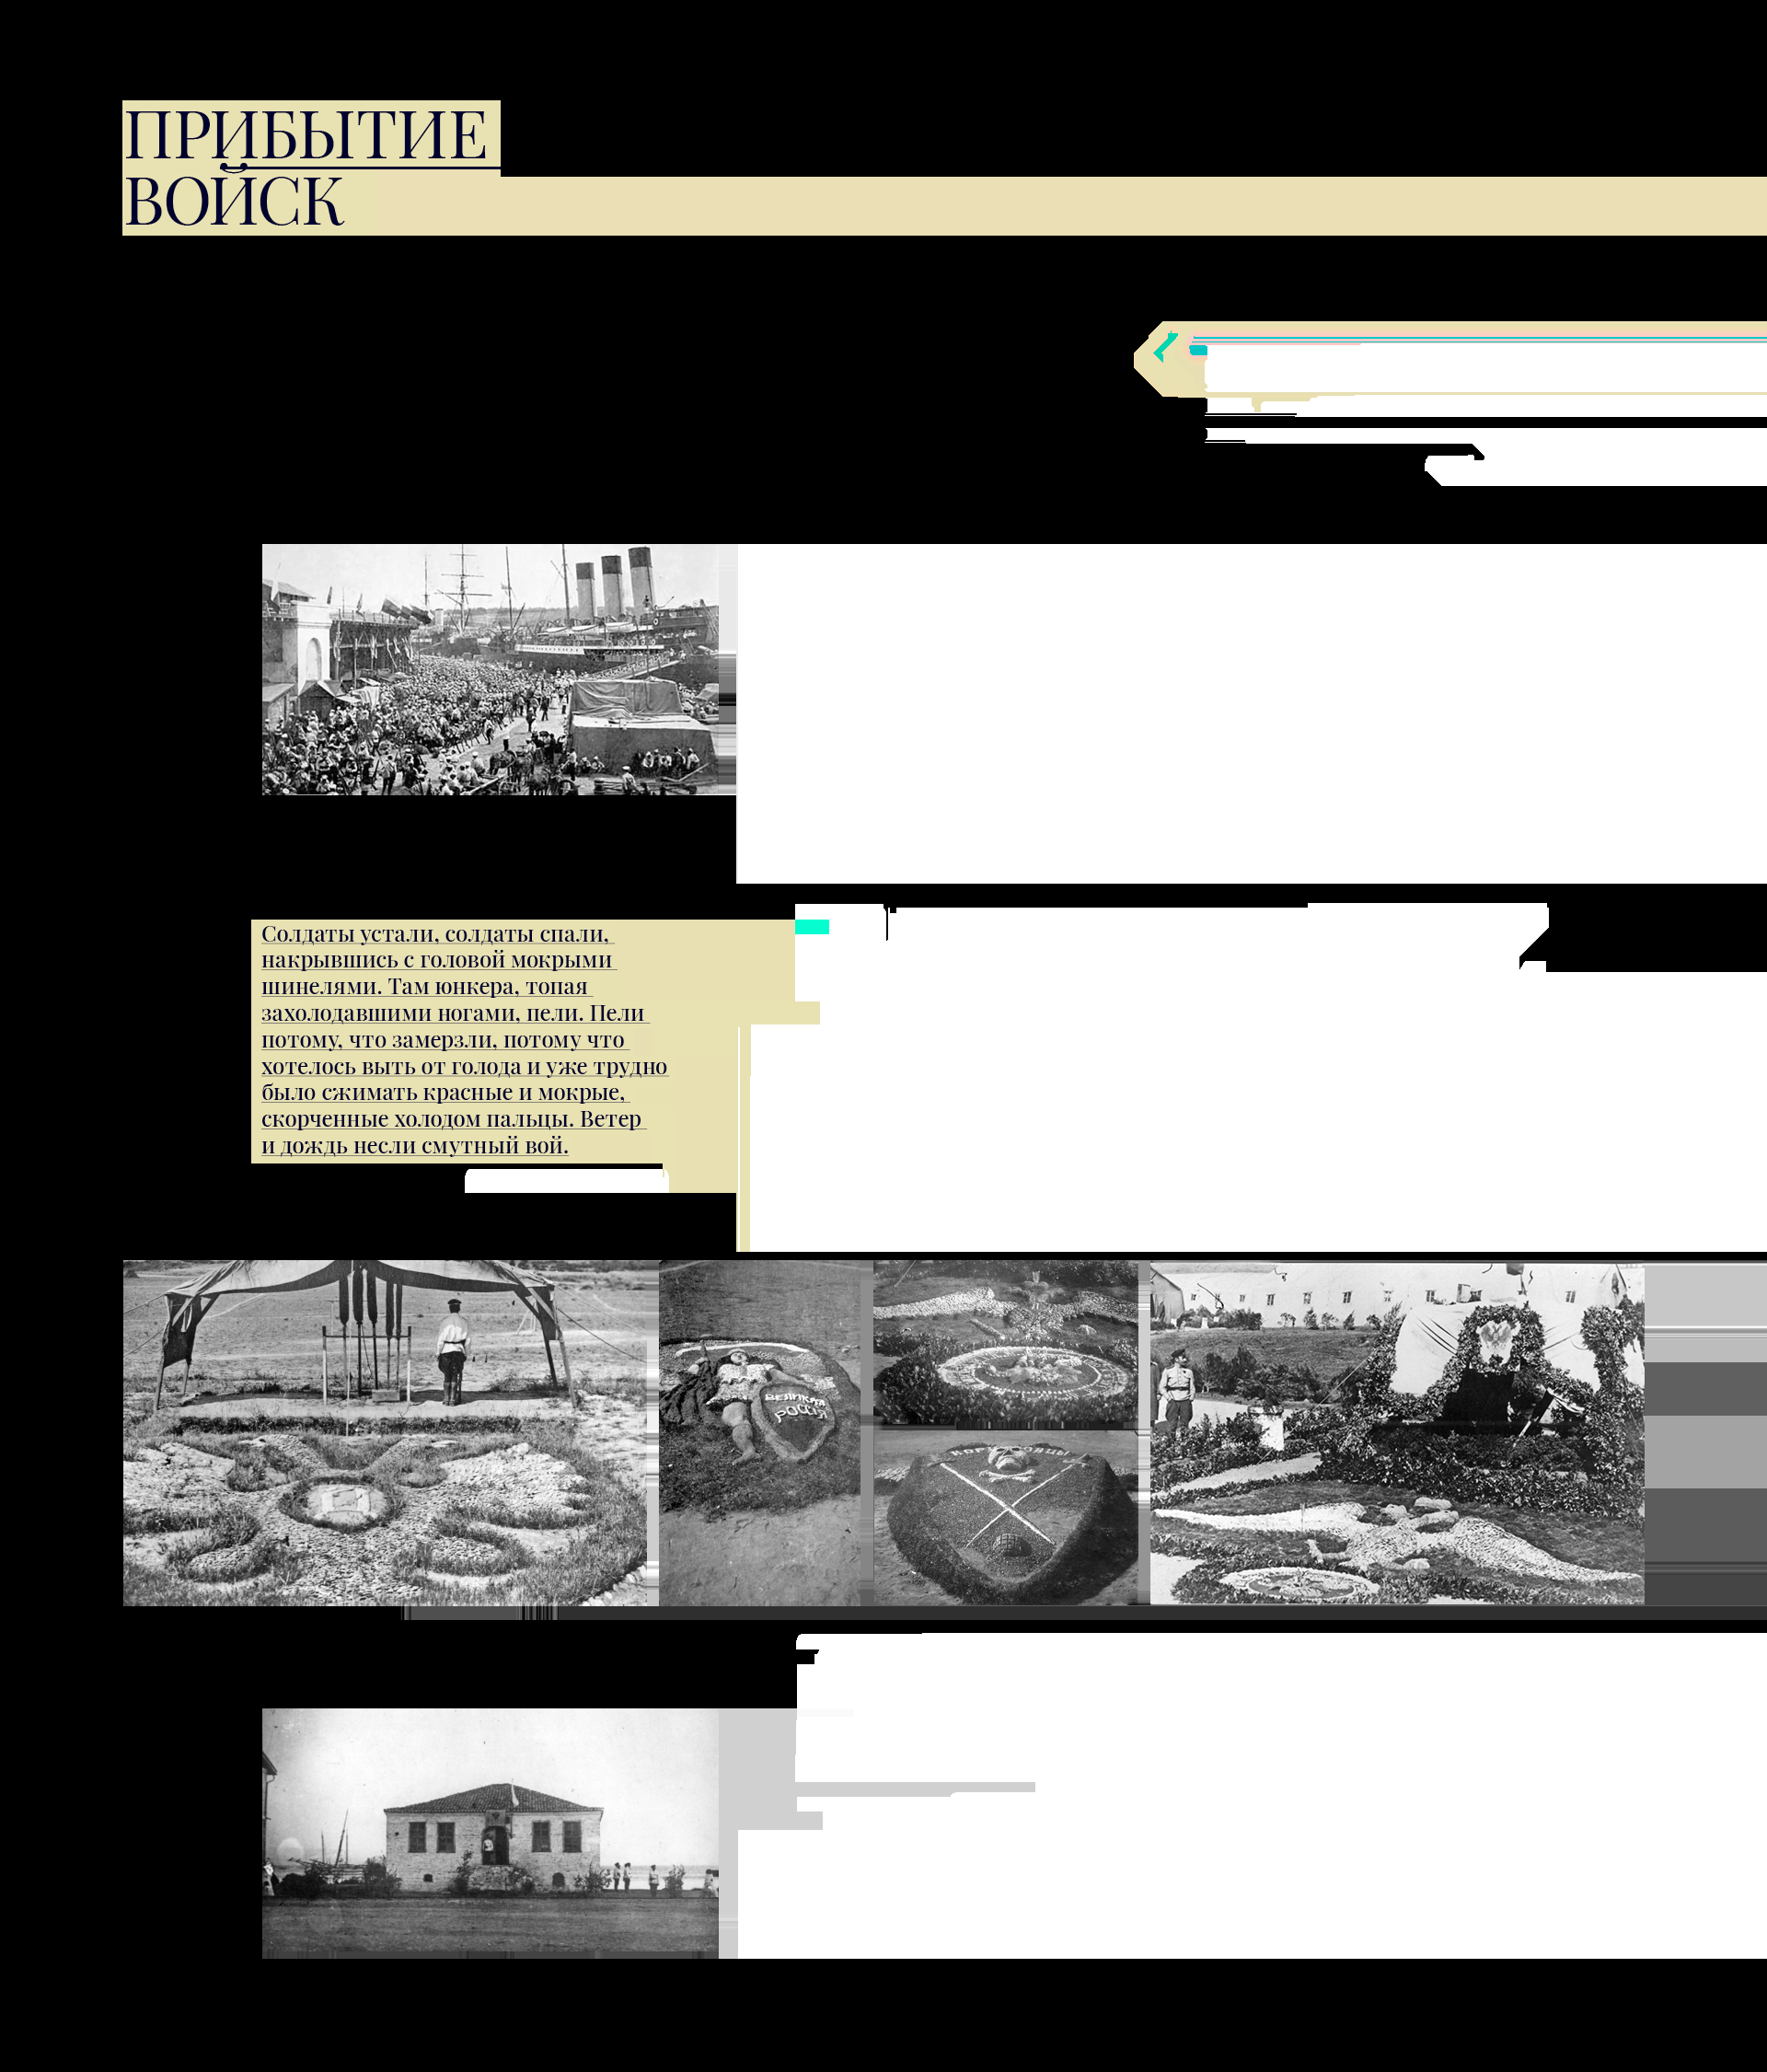 ПРИБЫТИЕ
ВОЙСК
Солдаты устали, солдаты спали,
накрывшись с головой мокрыми
шинелями. Там юнкера, топая
захолодавшими ногами, пели. Пели
потому, что замерзли, потому что
хотелось выть от голода и уже трудно
было сжимать красные и мокрые,
скорченные холодом пальцы. Ветер
и дождь несли смутный вой.
ВЕЛИКАЯ
РОССІЯ